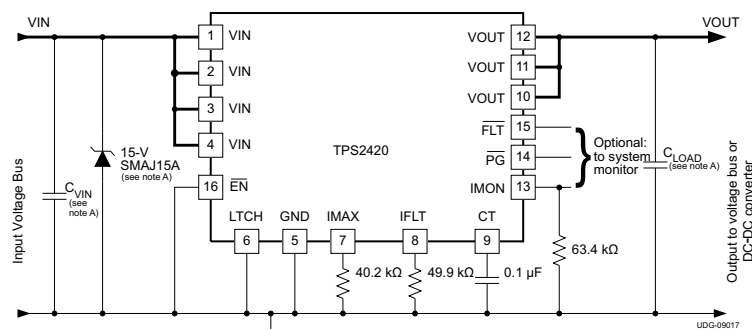 VIN
VOUT
1 VIN
VOUT 12
2 VIN
VOUT 11
3 VIN
VOUT 10
4 VIN
TPS2420
FLT 15
PG 14
IMON 13
Optional:
to system
monitor
16 EN
15-V
SMAJ15A
(see note A)
CVIN
(see
note A)
CLOAD
(see note A)
Input Voltage Bus
Output to voltage bus or
DC-DC converter
LTCH GND IMAX IFLT CT
6 5 7 8 9
40.2 kΩ
49.9 kΩ
0.1 µF
63.4 kΩ
UDG-09017